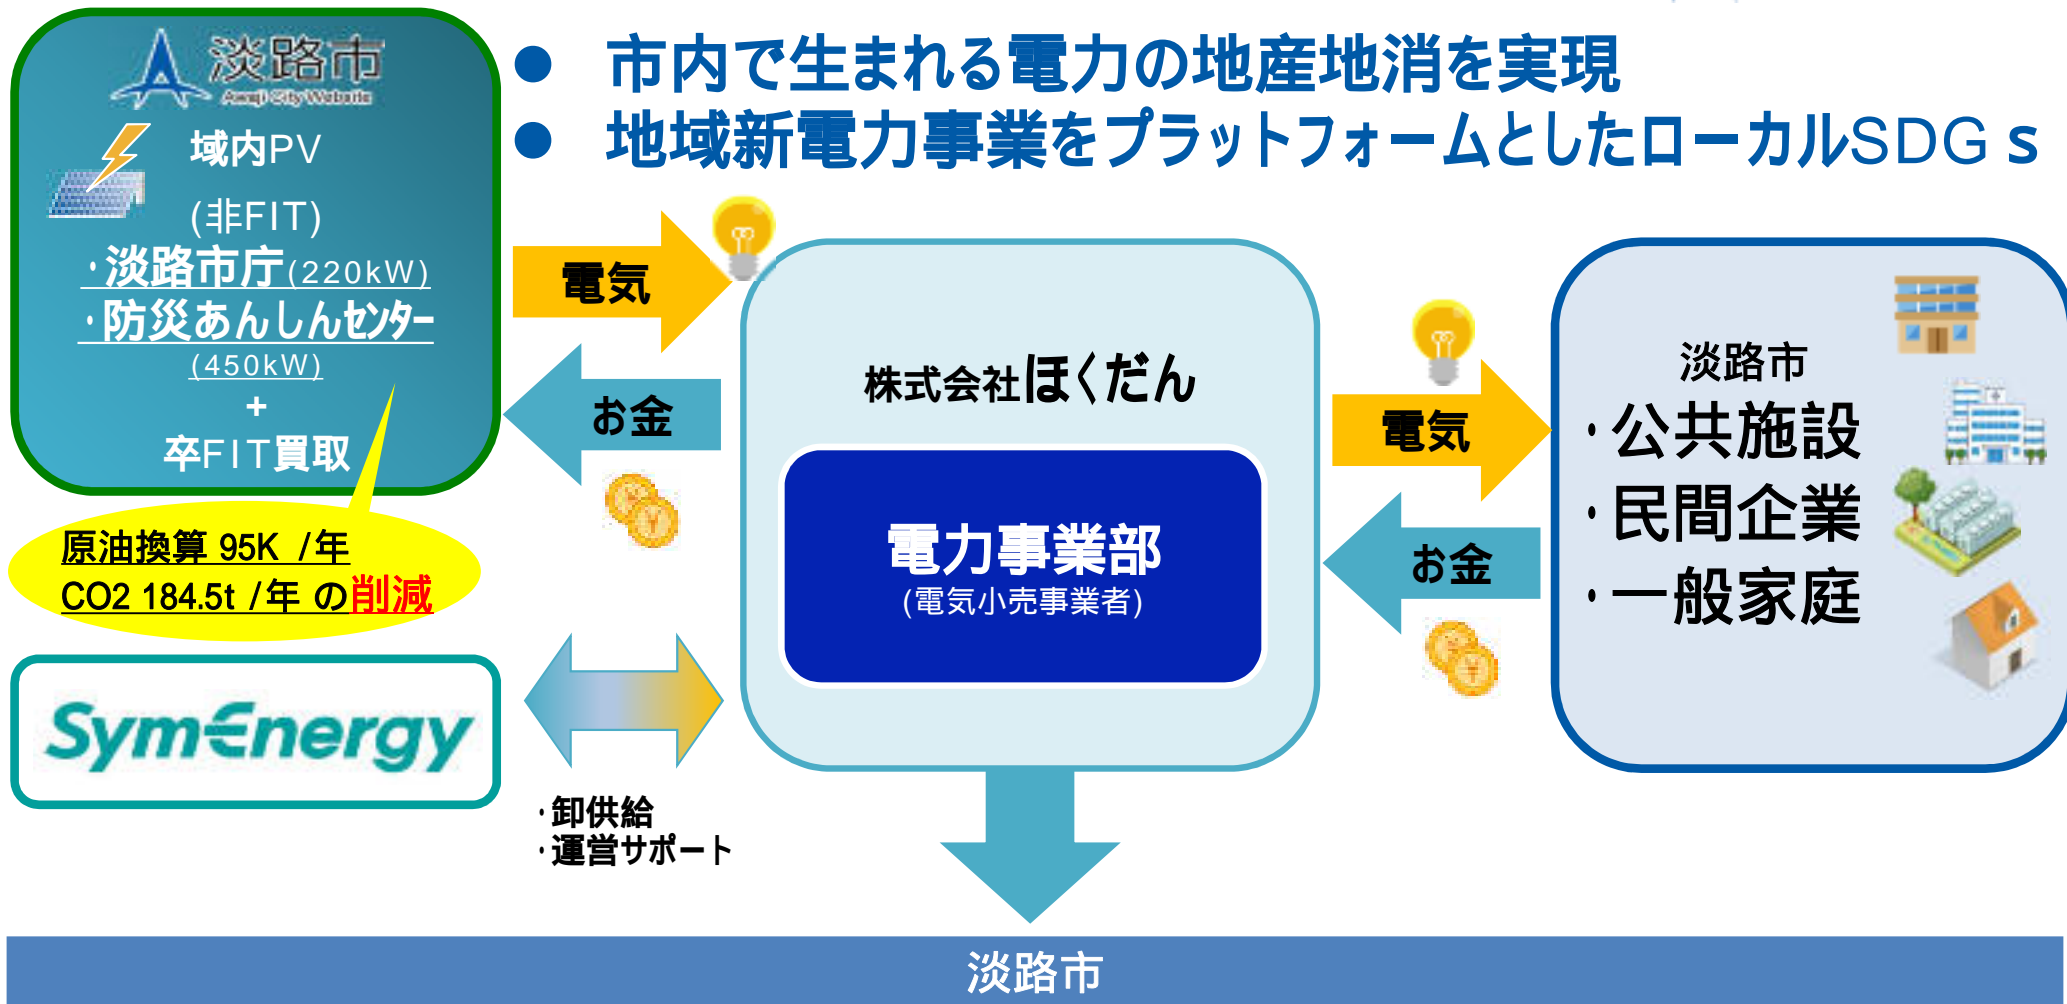 淡路市
Awaji City Website
域内PV
(非FIT)
・淡路市庁(220kW)
・防災あんしんセンター
(450kW)
+
卒FIT買取
原油換算 95K /年
CO2 184.5t /年 の削減
SymEnergy
● 市内で生まれる電力の地産地消を実現
● 地域新電力事業をプラットフォームとしたローカルSDGs
電気
お金
・卸供給
・運営サポート
株式会社ほくだん
電力事業部
(電気小売事業者)
電気
お金
淡路市
・公共施設
・民間企業
・一般家庭
淡路市